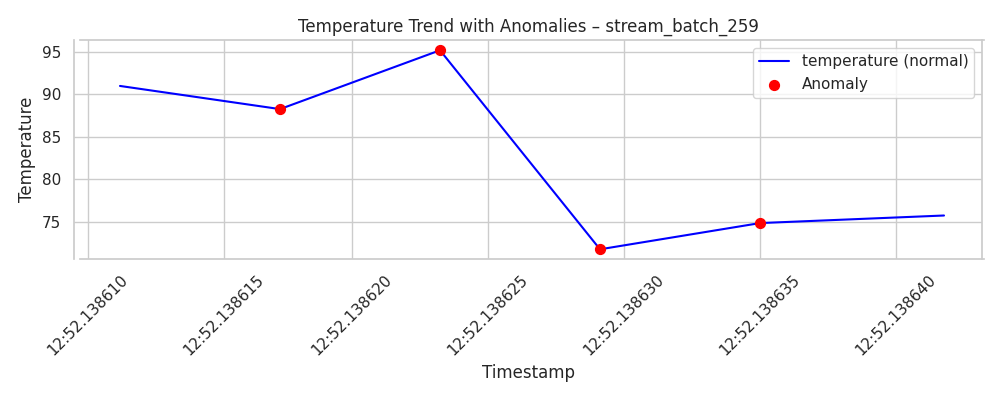 Temperature Trend with Anomalies – stream_batch_259
temperature (normal)
Anomaly
Temperature
95
90
85
80
75
12:52.138610
12:52.138615
12:52.138620
12:52.138625
12:52.138630
12:52.138635
12:52.138640
Timestamp